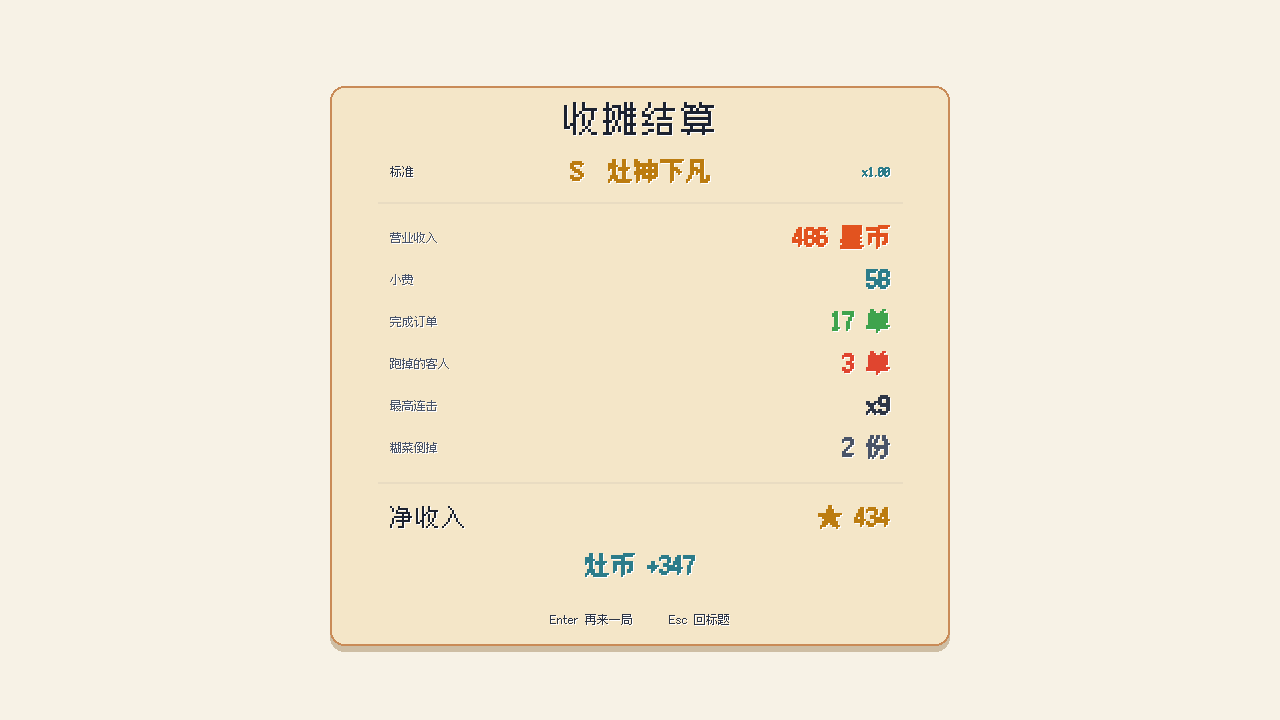 收摊结算
标准 S 灶神下凡 x1.00
营业收入 486 星币
小费 58
完成订单 17 单
跑掉的客人 3 单
最高连击 x9
糊菜倒掉 2 份
净收入 ★ 434
灶币 +347
Enter 再来一局 Esc 回标题